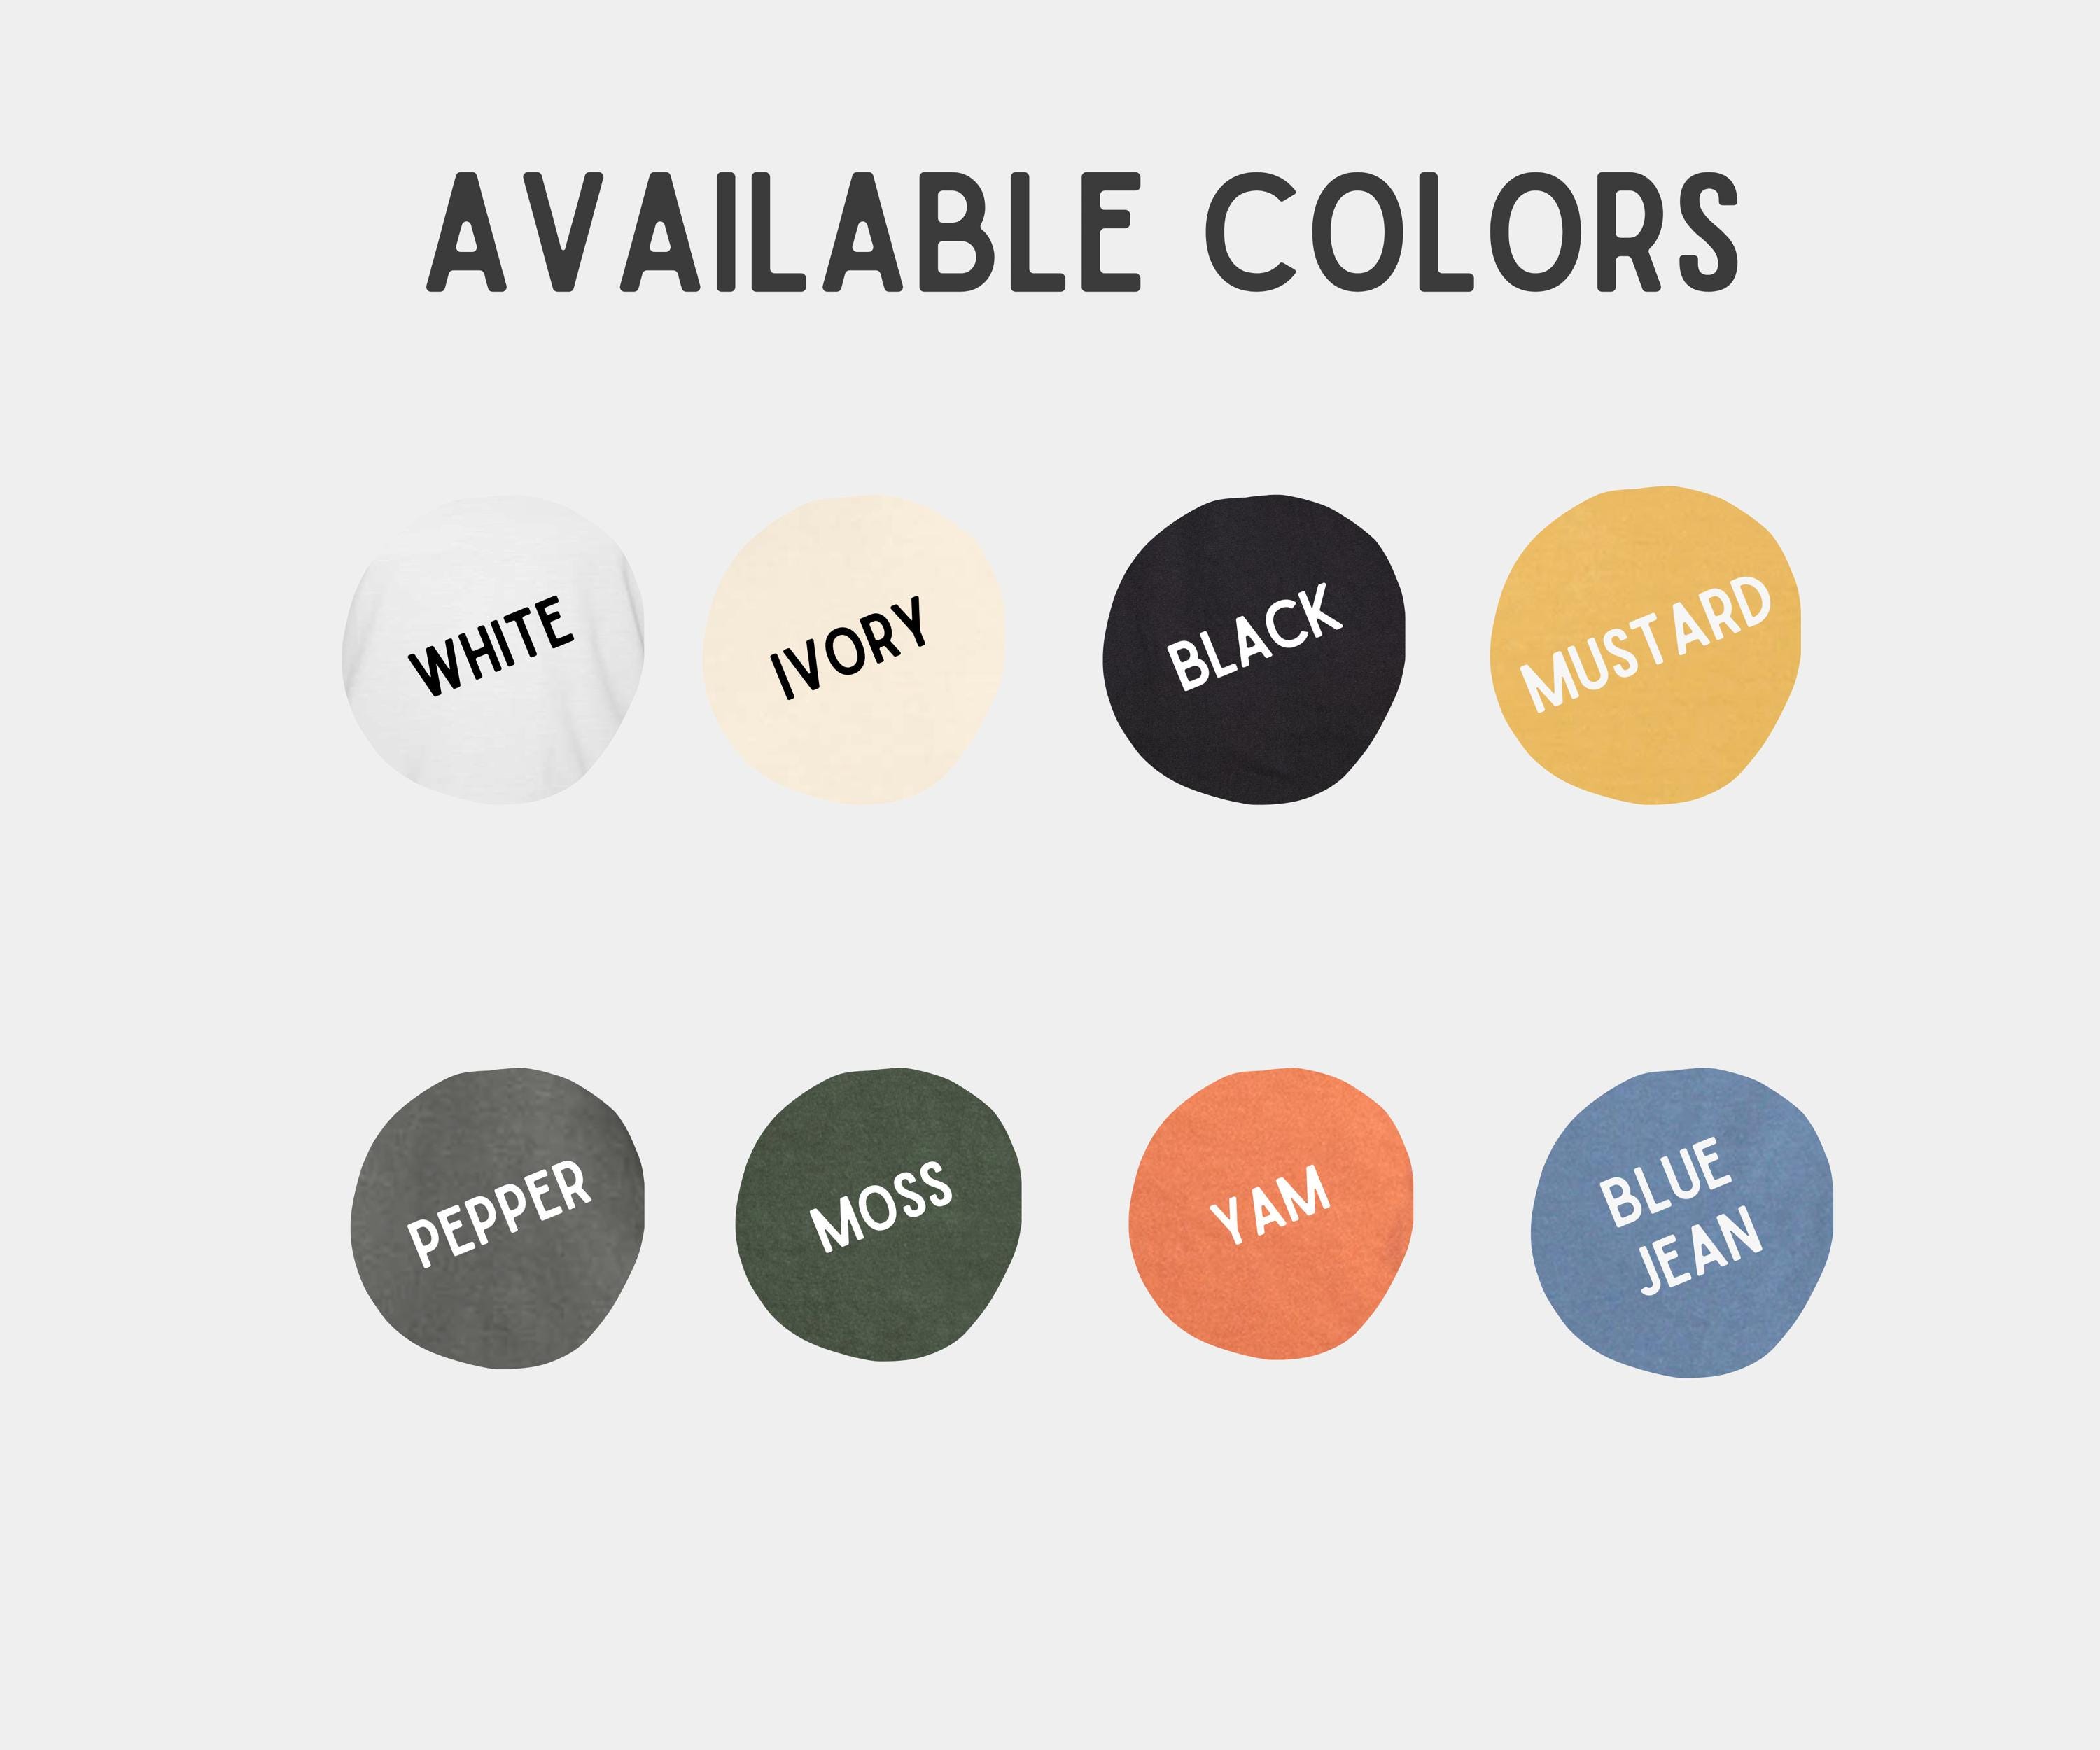 AVAILABLE COLORS
WHITE
IVORY
BLACK
MUSTARD
PEPPER
MOSS
YAM
BLUE
JEAN